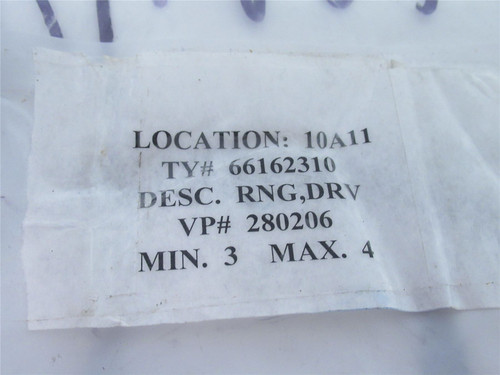 LOCATION: 10A11
TY# 66162310
DESC. RNG,DRV
VP# 280206
MIN. 3 MAX. 4